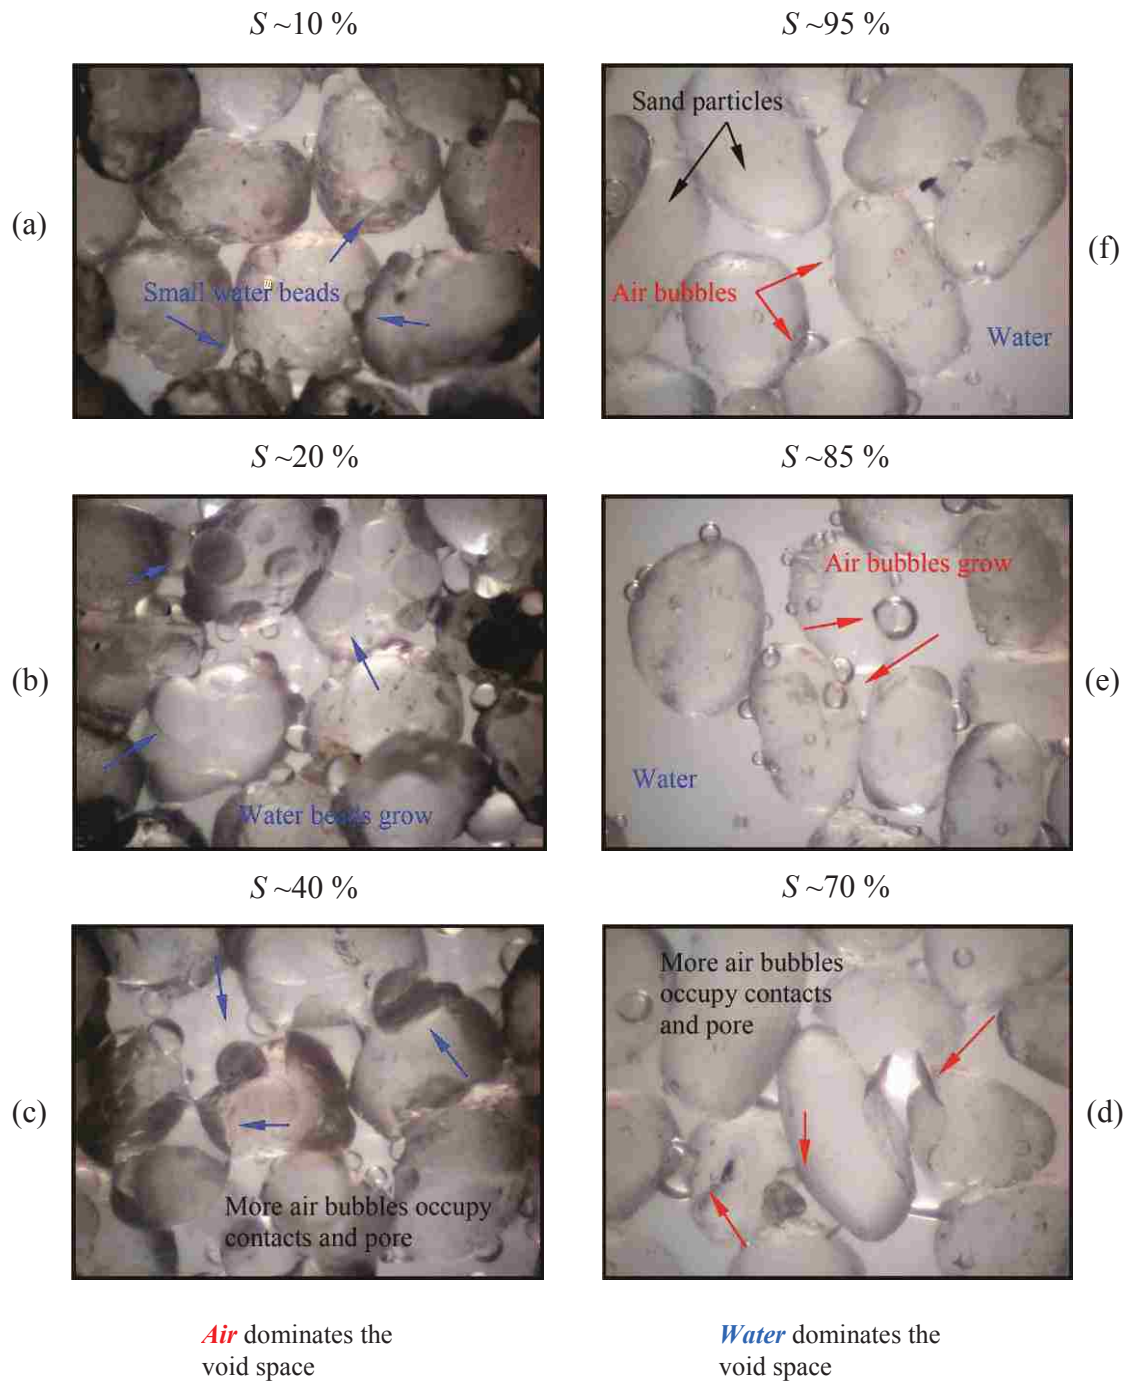 S ~10 %
(a)
Small water beads
S ~20 %
(b)
Water beads grow
S ~40 %
(c)
More air bubbles occupy
contacts and pore
Air dominates the
void space
S ~95 %
Sand particles
Air bubbles
Water
(f)
S ~85 %
Air bubbles grow
Water
(e)
S ~70 %
More air bubbles
occupy contacts
and pore
(d)
Water dominates the
void space